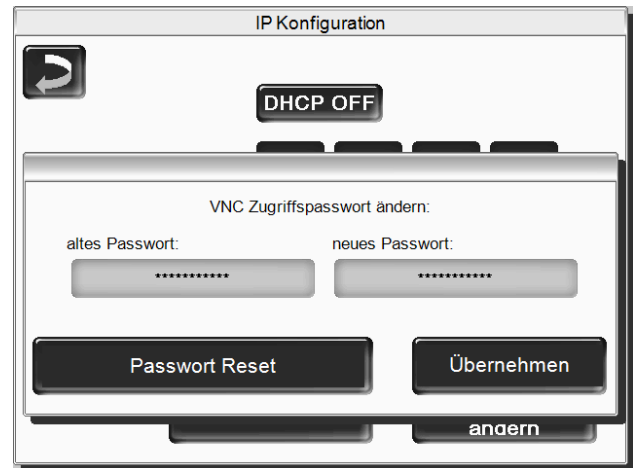 IP Konfiguration
DHCP OFF
VNC Zugriffspasswort ändern:
altes Passwort: neues Passwort:
*********** ***********
Passwort Reset Übernehmen
ändern